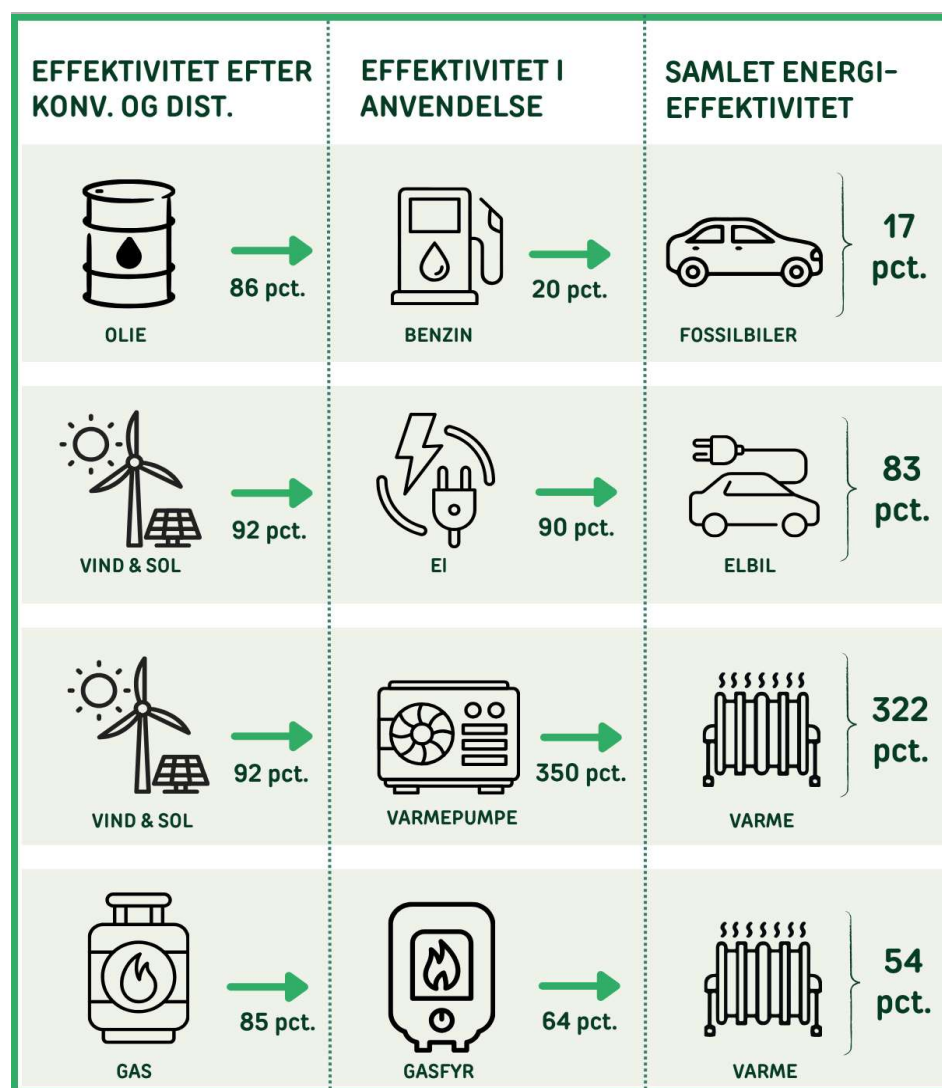 EFFEKTIVITET EFTER
KONV. OG DIST.
EFFEKTIVITET I
ANVENDELSE
SAMLET ENERGI-
EFFEKTIVITET
86 pct.
OLIE
20 pct.
BENZIN
17
pct.
FOSSILBILER
92 pct.
VIND & SOL
90 pct.
El
83
pct.
ELBIL
92 pct.
VIND & SOL
350 pct.
VARMEPUMPE
322
pct.
VARME
85 pct.
GAS
64 pct.
GASFYR
54
pct.
VARME